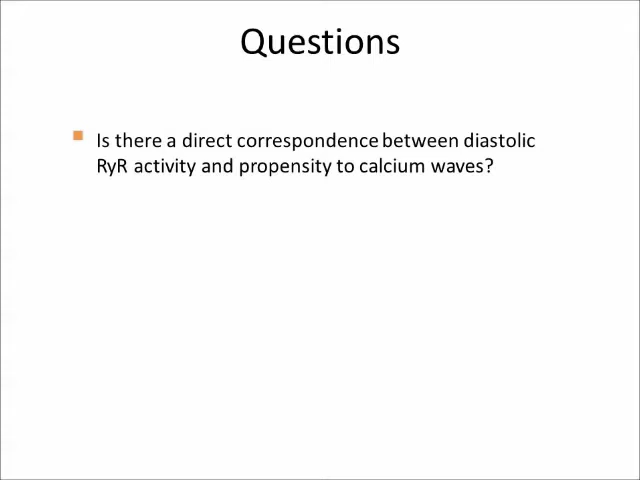 Questions
Is there a direct correspondence between diastolic
RyR activity and propensity to calcium waves?